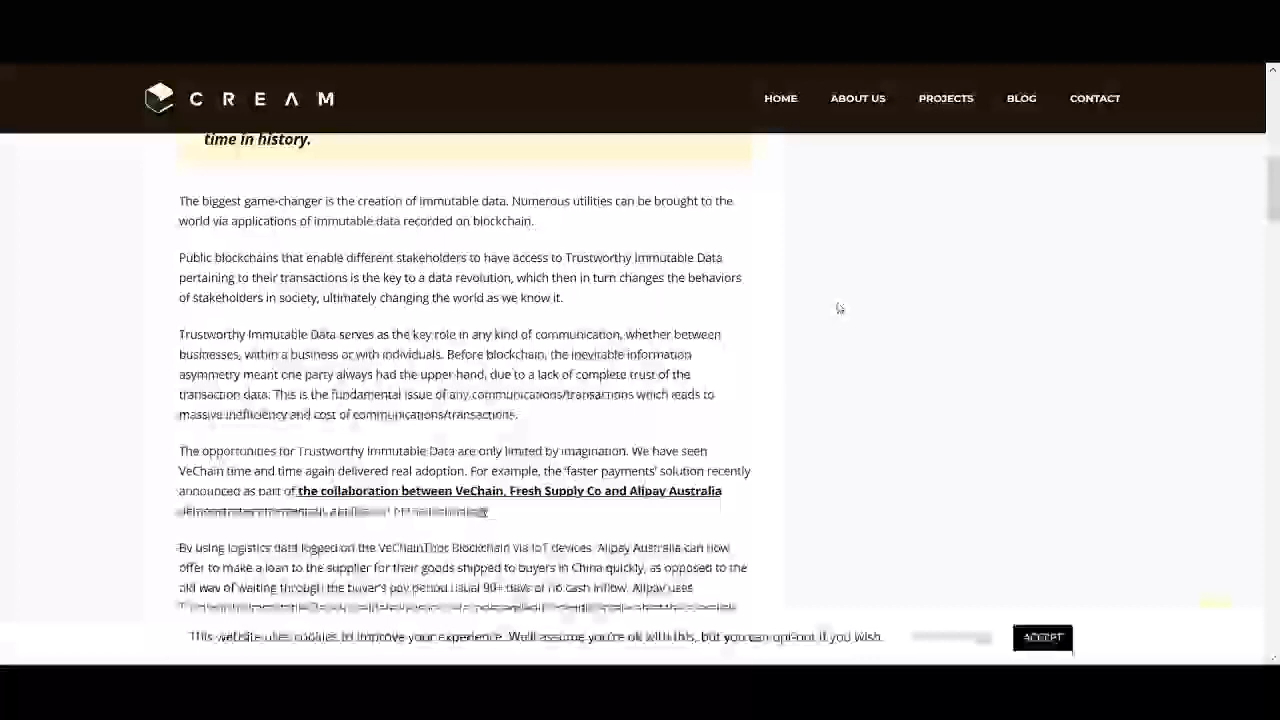 CREAM
HOME
ABOUT US
PROJECTS
BLOG
CONTACT
time in history.
The biggest game-changer is the creation of immutable data. Numerous utilities can be brought to the
world via applications of immutable data recorded on blockchain.
Public blockchains that enable different stakeholders to have access to Trustworthy Immutable Data
pertaining to their transactions is the key to a data revolution, which then in turn changes the behaviors
of stakeholders in society, ultimately changing the world as we know it.
Trustworthy Immutable Data serves as the key role in any kind of communication, whether between
businesses, within a business or with individuals. Before blockchain, the inevitable information
asymmetry meant one party always had the upper hand, due to a lack of complete trust of the
transaction data. This is the fundamental issue of any communications/transactions which leads to
massive inefficiency and cost of communications/transactions.
The opportunities for Trustworthy Immutable Data are only limited by imagination. We have seen
VeChain time and time again delivered real adoption. For example, the 'faster payments' solution recently
announced as part of the collaboration between VeChain, Fresh Supply Co and Alipay Australia
By using logistics data logged on the VeChainThor Blockchain via IoT devices, Alipay Australia can now
offer to make a loan to the supplier for their goods shipped to buyers in China quickly, as opposed to the
old way of waiting through the buyer's pay period usual 90+ days of no cash inflow. Alipay uses
This website uses cookies to improve your experience. We'll assume you're ok with this, but you can opt-out if you wish.
ACCEPT